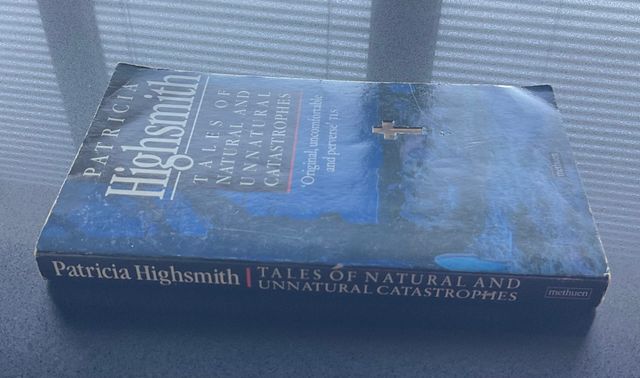 PATRICIA
Highsmith
TALES OF
NATURAL AND
UNNATURAL
CATASTROPHES
'Original, uncomfortable
and perverse' TLS
methuen
Patricia Highsmith
TALES OF NATURAL AND
UNNATURAL CATASTROPHES
methuen